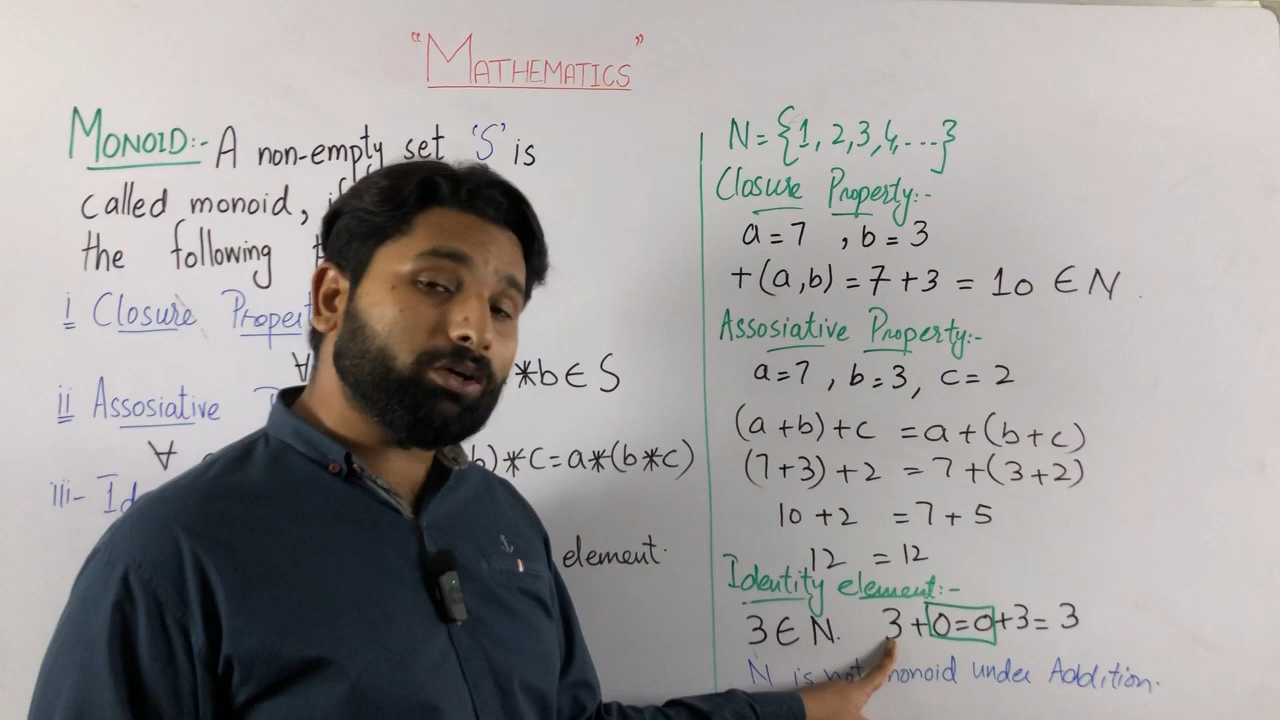 “MATHEMATICS”
MONOID:- A non-empty set ‘S’ is
called monoid,
the following
i Closure
∀ *b∈S
ii Assosiative
∀ b)*c=a*(b*c)
iii-
element.
N={1,2,3,4,...}
Closure Property:-
a=7 , b=3
+(a,b)=7+3=10 ∈N
Assosiative Property:-
a=7, b=3, c=2
(a+b)+c =a+(b+c)
(7+3)+2 =7+(3+2)
10+2 =7+5
12 =12
Identity element:-
3∈N. 3+0=0+3=3
N is not monoid under Addition.